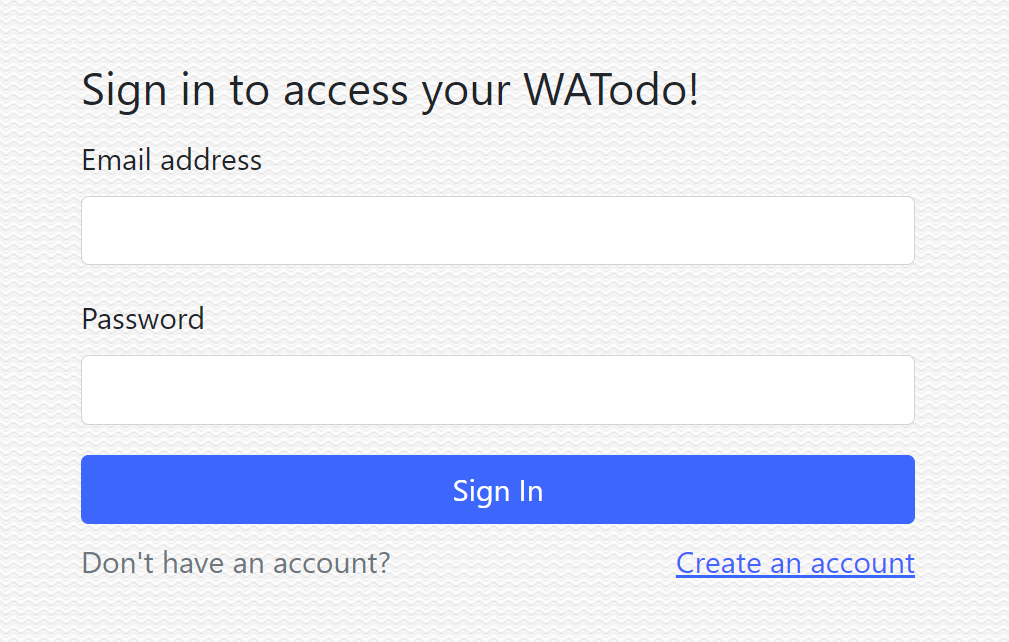 Sign in to access your WATodo!
Email address
Password
Sign In
Don't have an account? Create an account